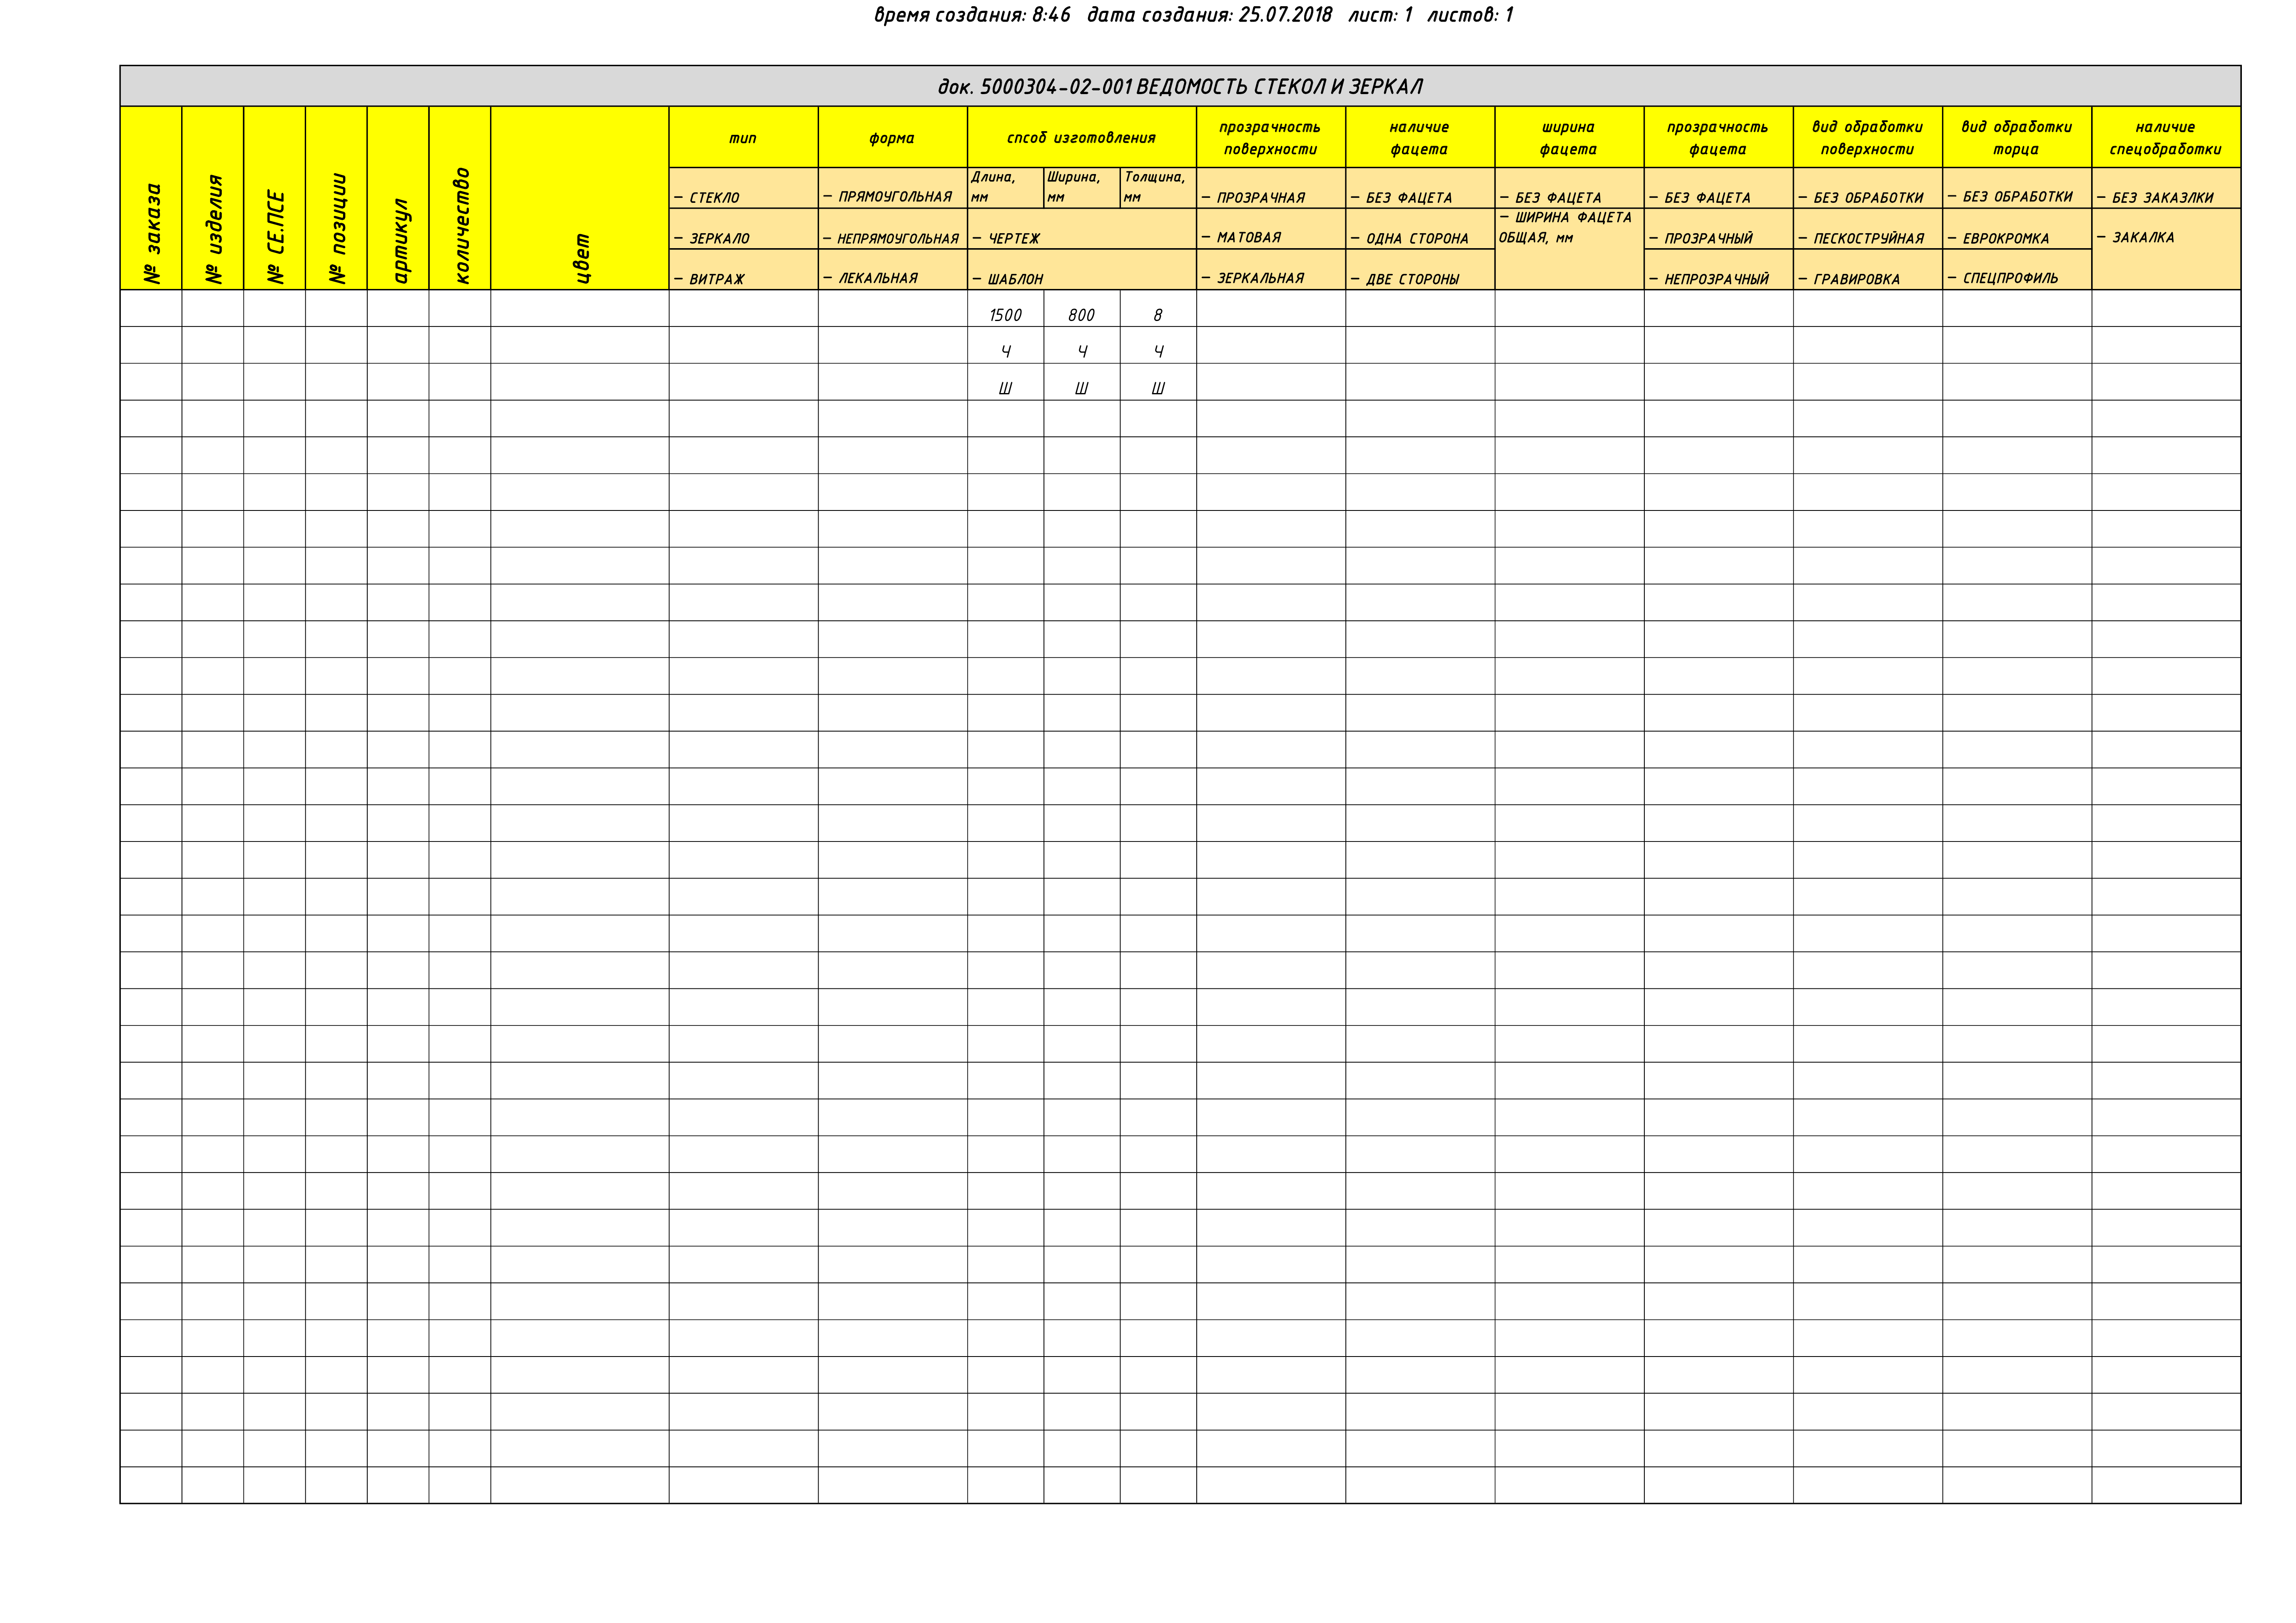 время создания: 8:46 дата создания: 25.07.2018 лист: 1 листов: 1
док. 5000304-02-001 ВЕДОМОСТЬ СТЕКОЛ И ЗЕРКАЛ
№ заказа
№ изделия
№ СЕ.ПСЕ
№ позиции
артикул
количество
цвет
тип
форма
спсоб изготовления
прозрачность
поверхности
наличие
фацета
ширина
фацета
прозрачность
фацета
вид обработки
поверхности
вид обработки
торца
наличие
спецобработки
– СТЕКЛО
– ПРЯМОУГОЛЬНАЯ
Длина,
мм
Ширина,
мм
Толщина,
мм
– ПРОЗРАЧНАЯ
– БЕЗ ФАЦЕТА
– БЕЗ ФАЦЕТА
– БЕЗ ФАЦЕТА
– БЕЗ ОБРАБОТКИ
– БЕЗ ОБРАБОТКИ
– БЕЗ ЗАКАЗЛКИ
– ЗЕРКАЛО
– НЕПРЯМОУГОЛЬНАЯ
– ЧЕРТЕЖ
– МАТОВАЯ
– ОДНА СТОРОНА
– ШИРИНА ФАЦЕТА
ОБЩАЯ, мм
– ПРОЗРАЧНЫЙ
– ПЕСКОСТРУЙНАЯ
– ЕВРОКРОМКА
– ЗАКАЛКА
– ВИТРАЖ
– ЛЕКАЛЬНАЯ
– ШАБЛОН
– ЗЕРКАЛЬНАЯ
– ДВЕ СТОРОНЫ
– НЕПРОЗРАЧНЫЙ
– ГРАВИРОВКА
– СПЕЦПРОФИЛЬ
1500 800 8
Ч Ч Ч
Ш Ш Ш